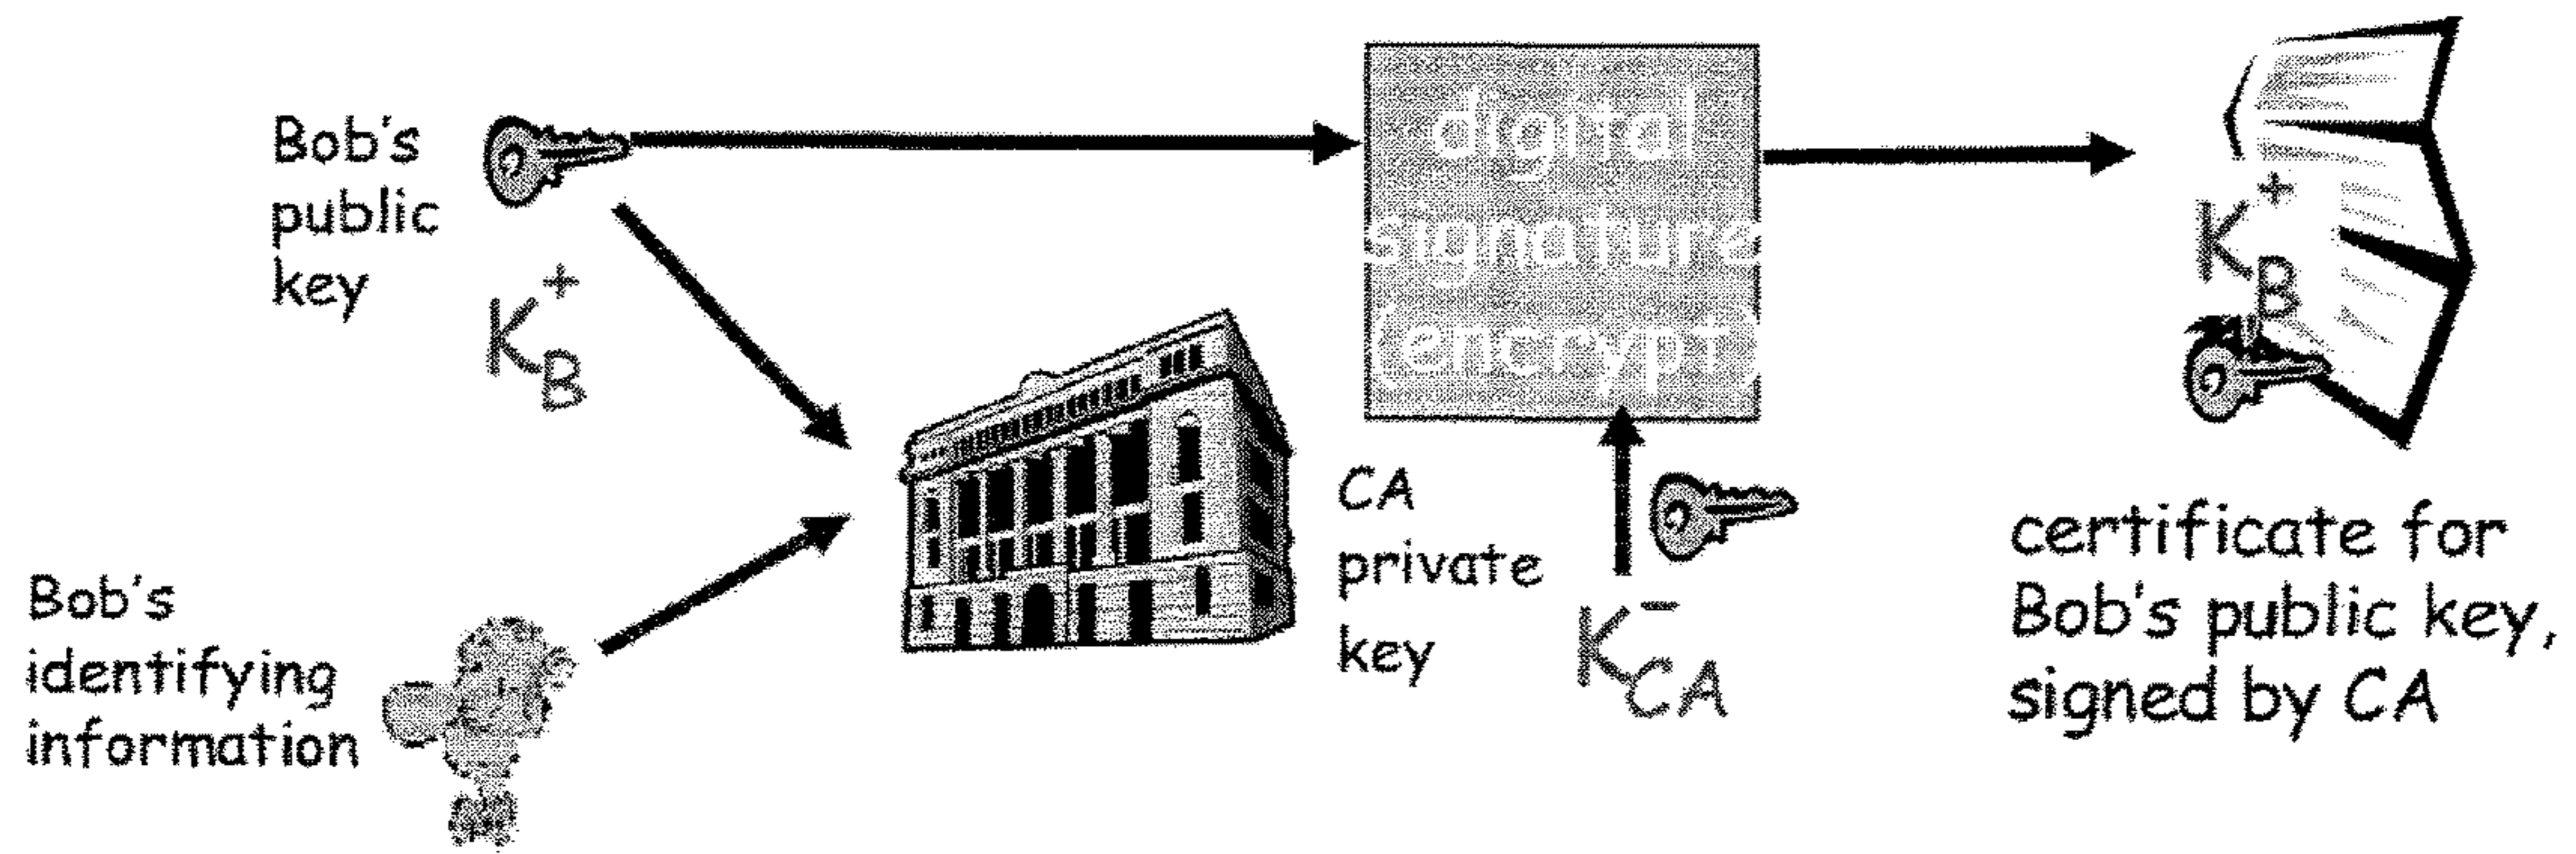 Bob's
public
key
K+B
digital
signature
(encrypt)
K+B
Bob's
identifying
information
CA
private
key
K-CA
certificate for
Bob's public key,
signed by CA